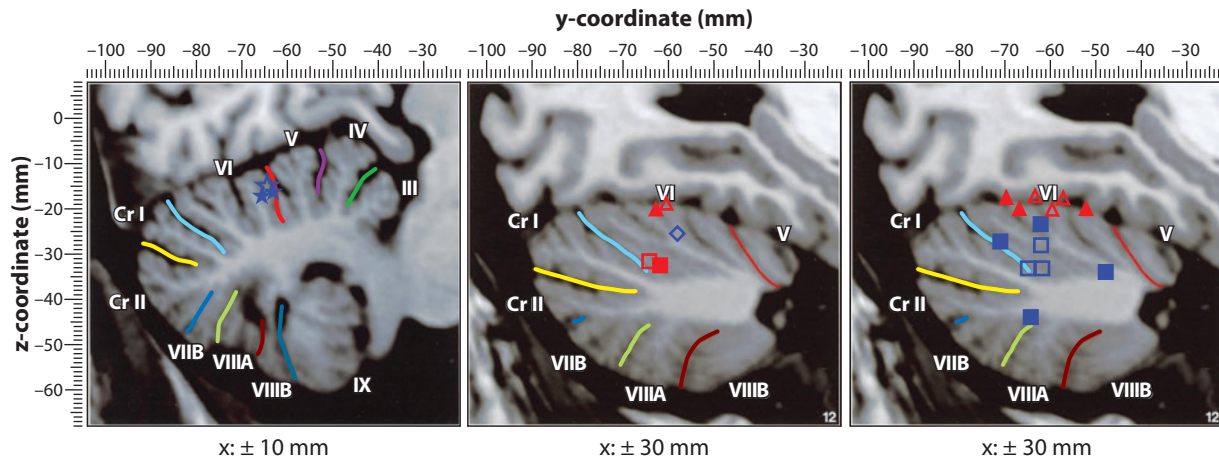 y-coordinate (mm)
–100 –90 –80 –70 –60 –50 –40 –30
–100 –90 –80 –70 –60 –50 –40 –30
–100 –90 –80 –70 –60 –50 –40 –30
z-coordinate (mm)
0
–10
–20
–30
–40
–50
–60
IV
V
VI
III
Cr I
Cr II
VIIB
VIIIA
VIIIB
IX
x: ± 10 mm
VI
Cr I
V
Cr II
VIIB
VIIIA
VIIIB
12
x: ± 30 mm
VI
Cr I
V
Cr II
VIIB
VIIIA
VIIIB
12
x: ± 30 mm